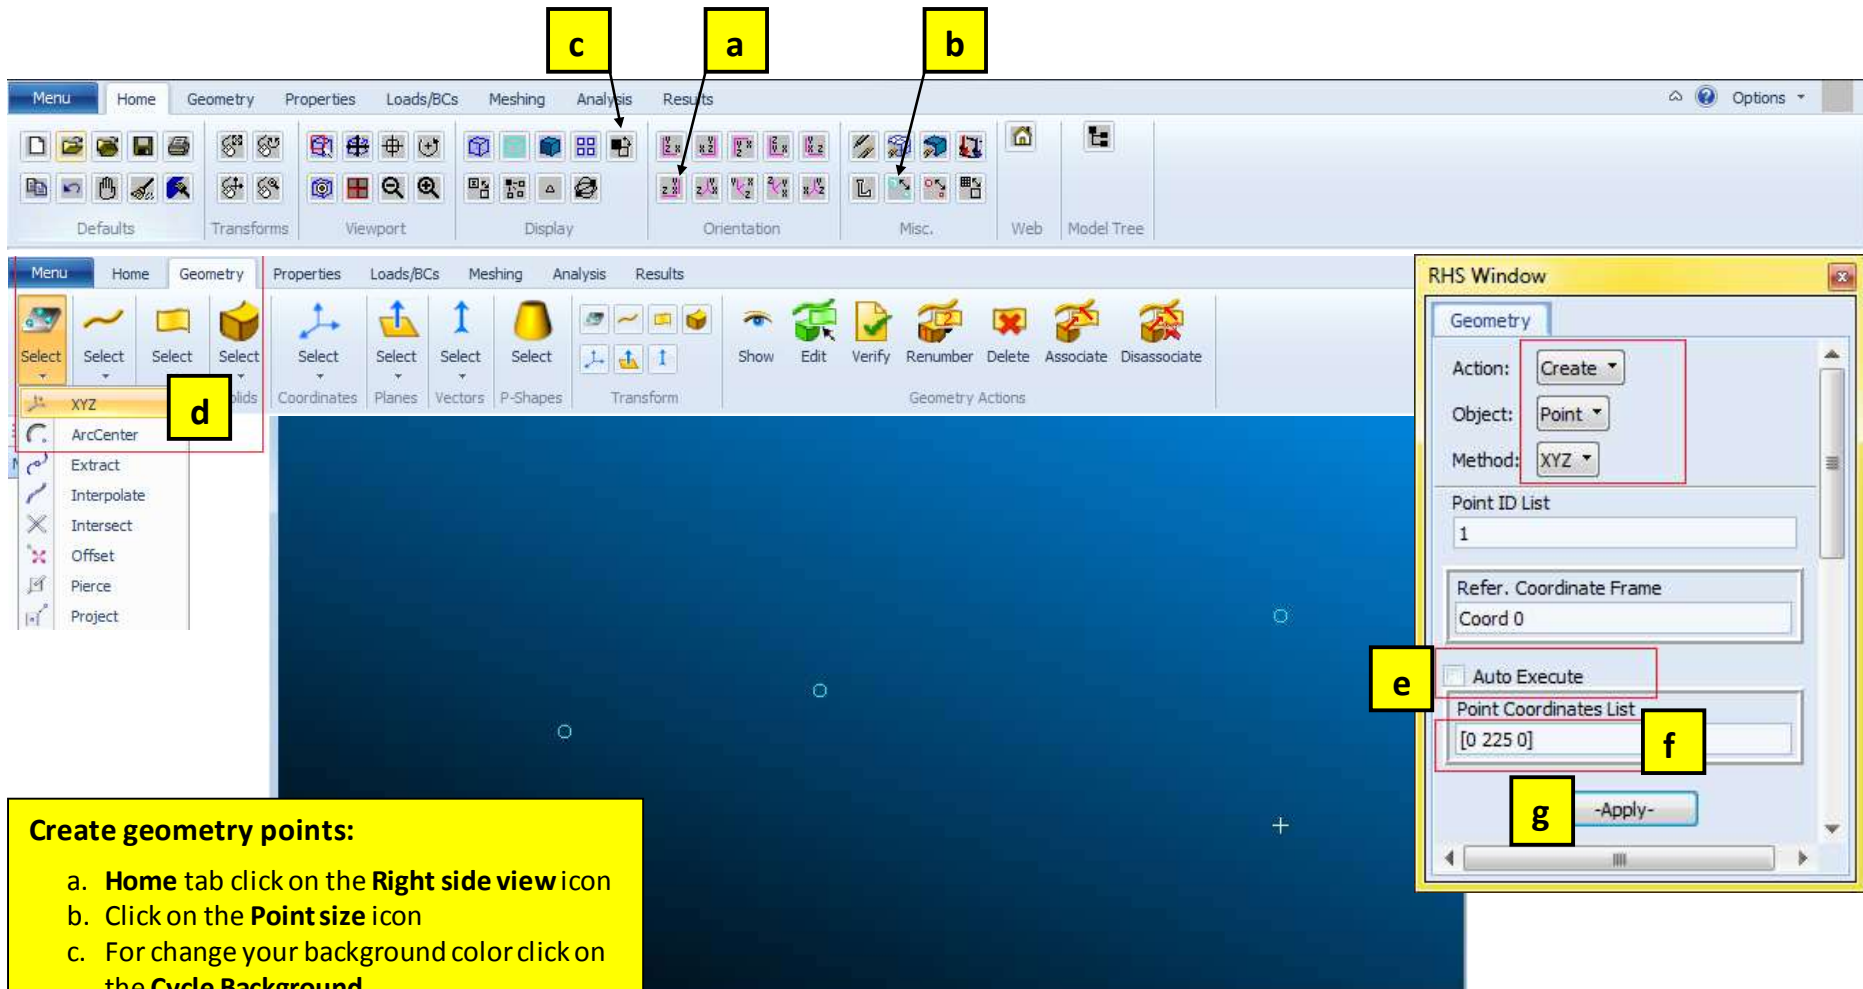 c a b
Menu Home Geometry Properties Loads/BCs Meshing Analysis Results Options
Defaults Transforms Viewport Display Orientation Misc. Web Model Tree
Menu Home Geometry Properties Loads/BCs Meshing Analysis Results
Select Select Select Select Select Select Select Select Show Edit Verify Renumber Delete Associate Disassociate
Coordinates Planes Vectors P-Shapes Transform Geometry Actions
XYZ
d
ArcCenter
Extract
Interpolate
Intersect
Offset
Pierce
Project
RHS Window
Geometry
Action: Create
Object: Point
Method: XYZ
Point ID List
1
Refer. Coordinate Frame
Coord 0
e
Auto Execute
Point Coordinates List
[0 225 0]
f
g
-Apply-
Create geometry points:
a. Home tab click on the Right side view icon
b. Click on the Point size icon
c. For change your background color click on
the Cycle Background